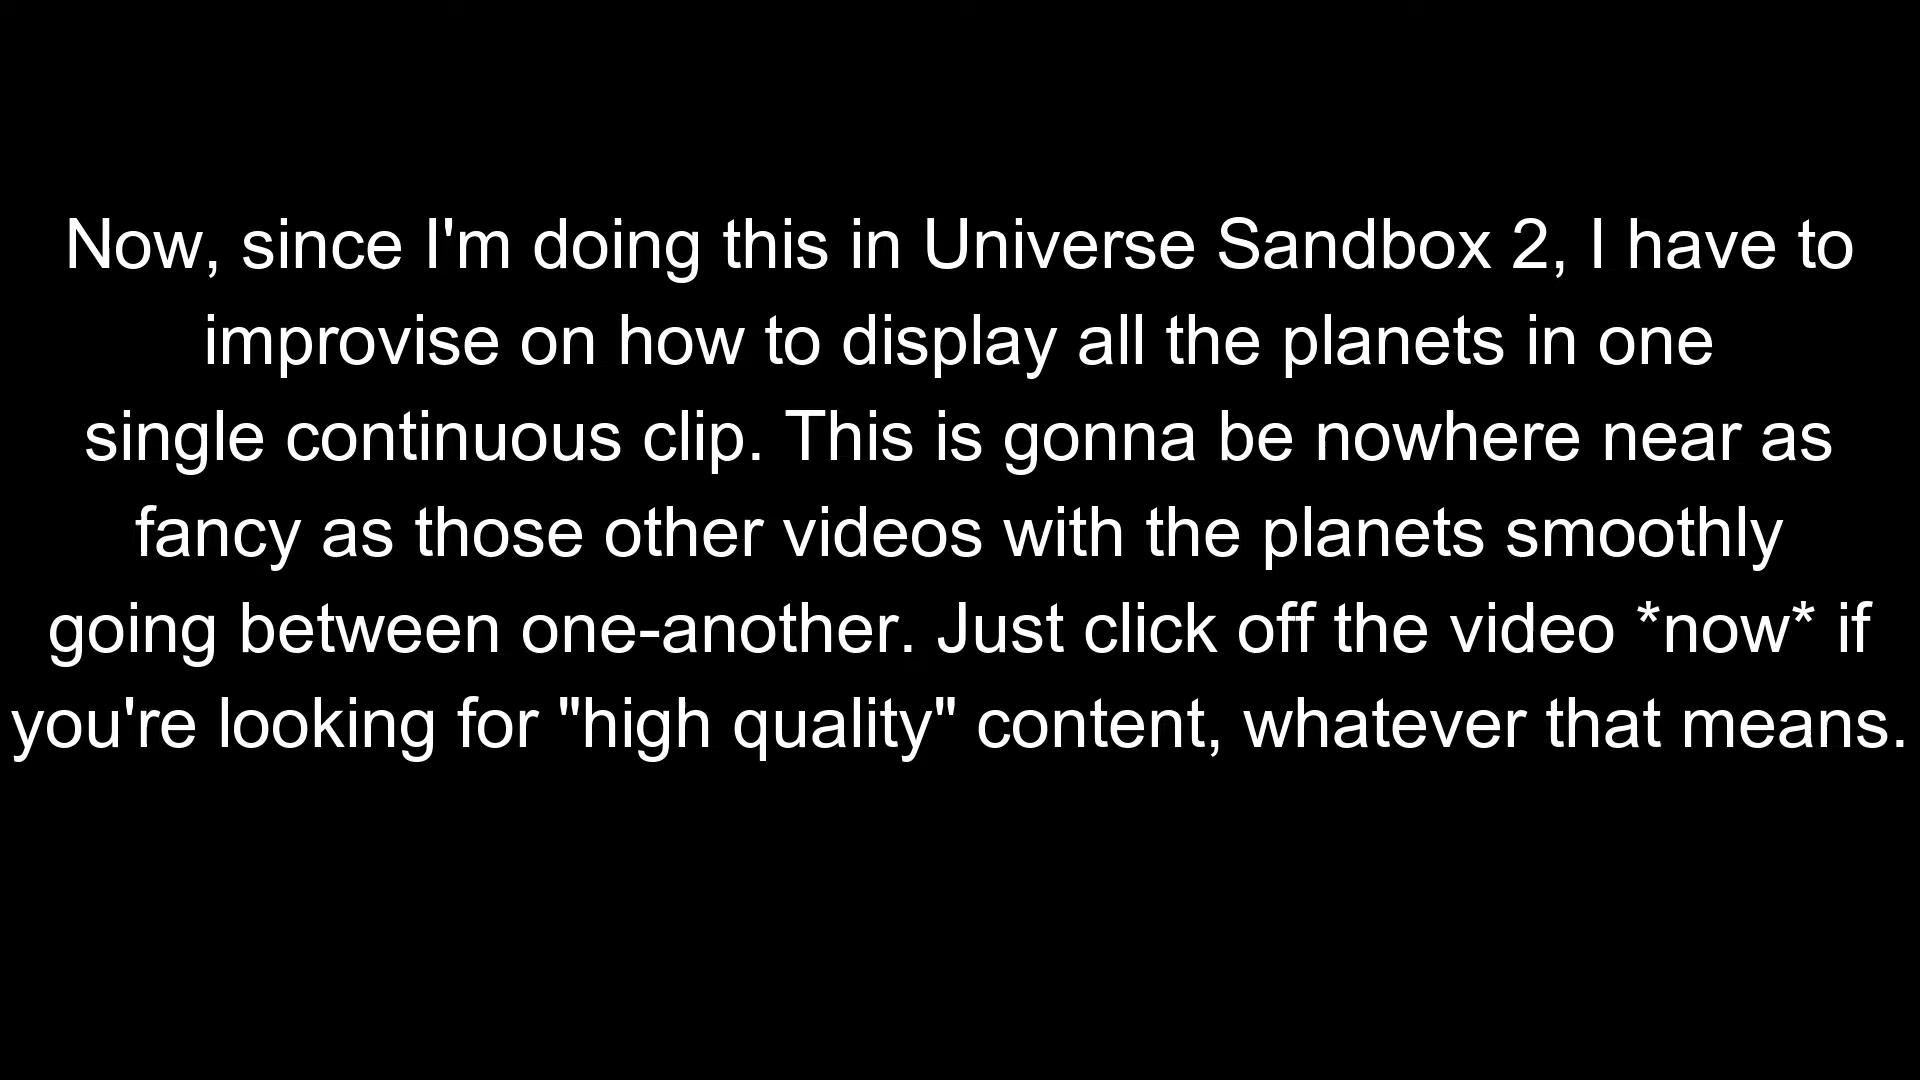 Now, since I'm doing this in Universe Sandbox 2, I have to
improvise on how to display all the planets in one
single continuous clip. This is gonna be nowhere near as
fancy as those other videos with the planets smoothly
going between one-another. Just click off the video *now* if
you're looking for "high quality" content, whatever that means.